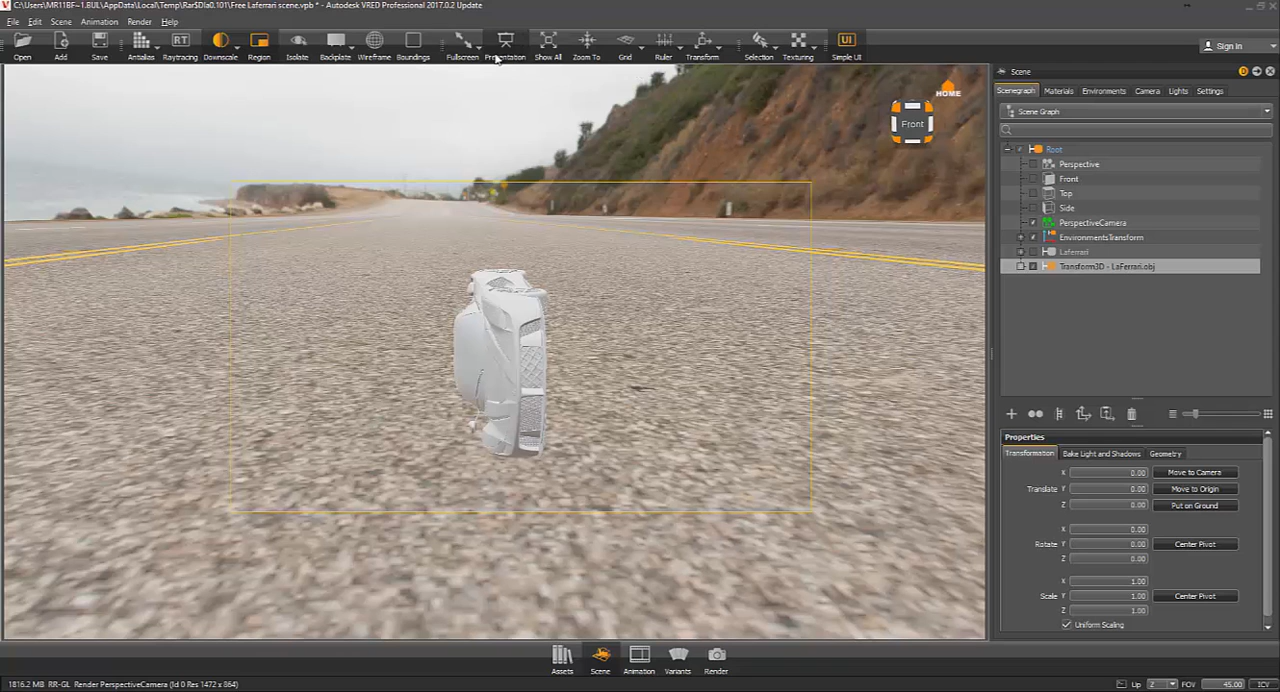 C:\Users\MR11BF~1.BUL\AppData\Local\Temp\Rar$DIa0.101\Free Laferrari scene.vpb * - Autodesk VRED Professional 2017.0.2 Update
File Edit Scene Animation Render Help
Open Add Save Antialias Raytracing Downscale Region Isolate Backplate Wireframe Boundings Fullscreen Presentation Show All Zoom To Grid Ruler Transform Selection Texturing Simple UI
RT
UI
Sign In
Scene
Scenegraph Materials Environments Camera Lights Settings
Scene Graph
HOME
Front
Root
Perspective
Front
Top
Side
PerspectiveCamera
EnvironmentsTransform
Laferrari
Transform3D - LaFerrari.obj
Properties
Transformation Bake Light and Shadows Geometry
X 0.00 Move to Camera
Translate Y 0.00 Move to Origin
Z 0.00 Put on Ground
X 0.00
Rotate Y 0.00 Center Pivot
Z 0.00
X 1.00
Scale Y 1.00 Center Pivot
Z 1.00
Uniform Scaling
Assets Scene Animation Variants Render
1816.2 MB RR-GL Render PerspectiveCamera (Id 0 Res 1472 x 864)
Up Z FOV 45.00 ICV